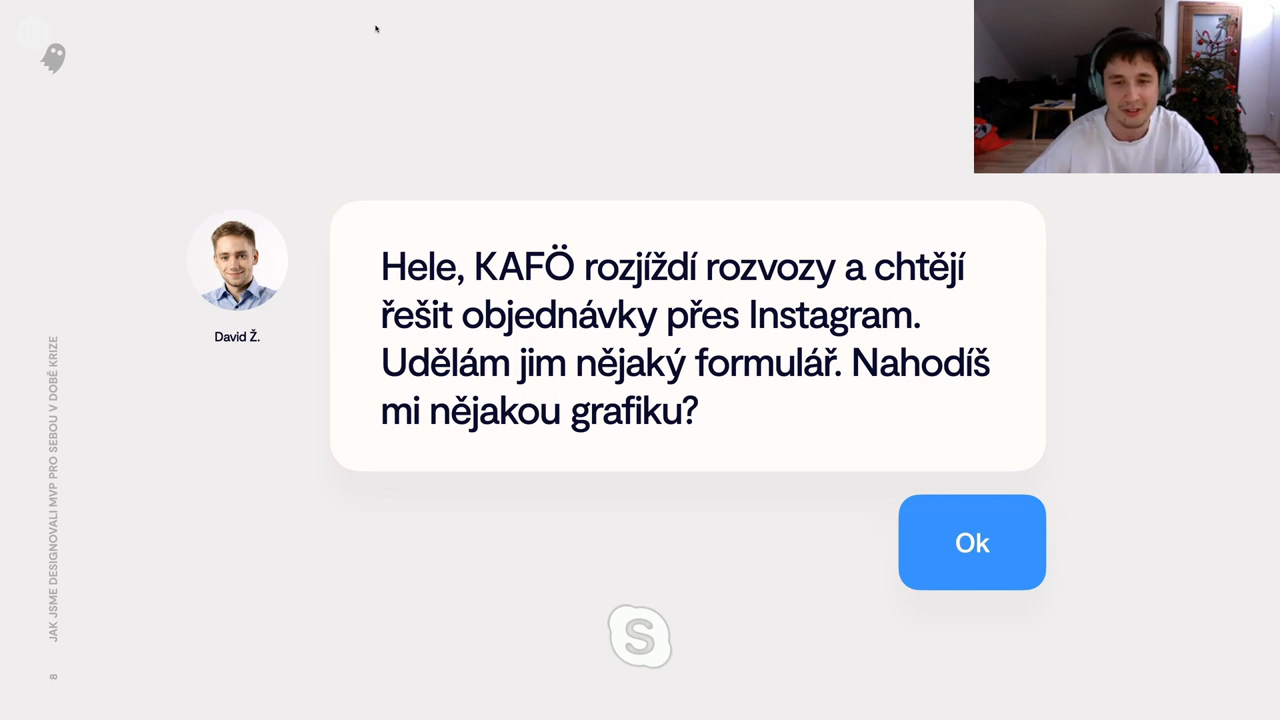 Hele, KAFÖ rozjíždí rozvozy a chtějí
řešit objednávky přes Instagram.
Udělám jim nějaký formulář. Nahodíš
mi nějakou grafiku?
David Ž.
Ok
S
JAK JSME DESIGNOVALI MVP PRO SEBOU V DOBĚ KRIZE
8